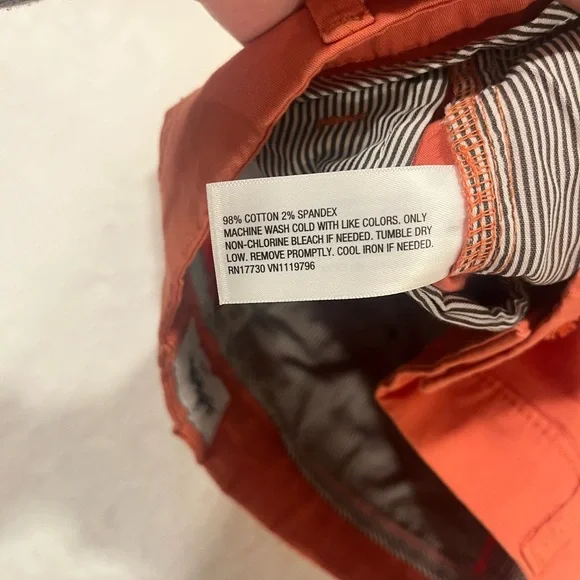 98% COTTON 2% SPANDEX
MACHINE WASH COLD WITH LIKE COLORS. ONLY
NON-CHLORINE BLEACH IF NEEDED. TUMBLE DRY
LOW. REMOVE PROMPTLY. COOL IRON IF NEEDED.
RN17730 VN1119796